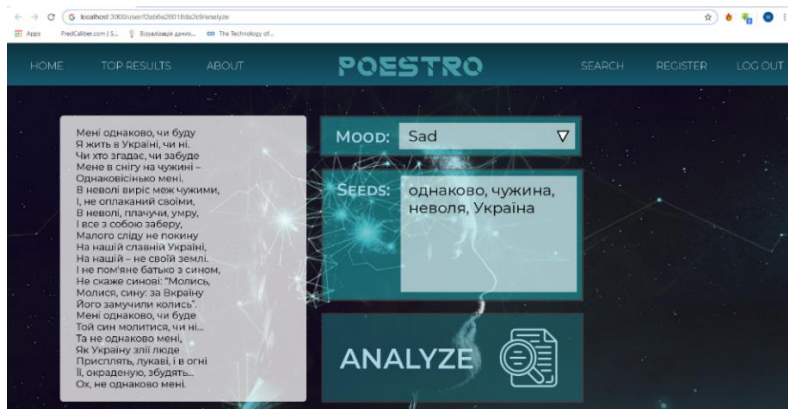 localhost:3000/user/f2ab6a26018da2c9/analyze
Apps
PredCaliber.com | S...
Візуалізація даних...
The Technology of...
HOME
TOP RESULTS
ABOUT
POESTRO
SEARCH
REGISTER
LOG OUT
Мені однаково, чи буду
Я жить в Україні, чи ні.
Чи хто згадає, чи забуде
Мене в снігу на чужині –
Однаковісінько мені.
В неволі виріс меж чужими,
І, не оплаканий своїми,
В неволі, плачучи, умру,
І все з собою заберу,
Малого сліду не покину
На нашій славній Україні,
На нашій – не своїй землі.
І не пом'яне батько з сином,
Не скаже синові: "Молись,
Молися, сину: за Вкраїну
Його замучили колись".
Мені однаково, чи буде
Той син молитися, чи ні...
Та не однаково мені,
Як Україну злії люде
Присплять, лукаві, і в огні
Її, окраденую, збудять...
Ох, не однаково мені.
MOOD:
Sad
SEEDS:
однаково, чужина,
неволя, Україна
ANALYZE